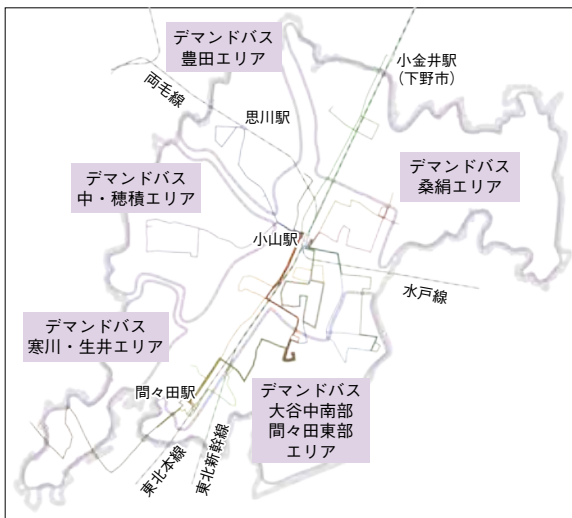 デマンドバス
豊田エリア
小金井駅
(下野市)
両毛線
思川駅
デマンドバス
桑絹エリア
デマンドバス
中・穂積エリア
小山駅
水戸線
デマンドバス
寒川・生井エリア
間々田駅
デマンドバス
大谷中南部
間々田東部
エリア
東北本線
東北新幹線